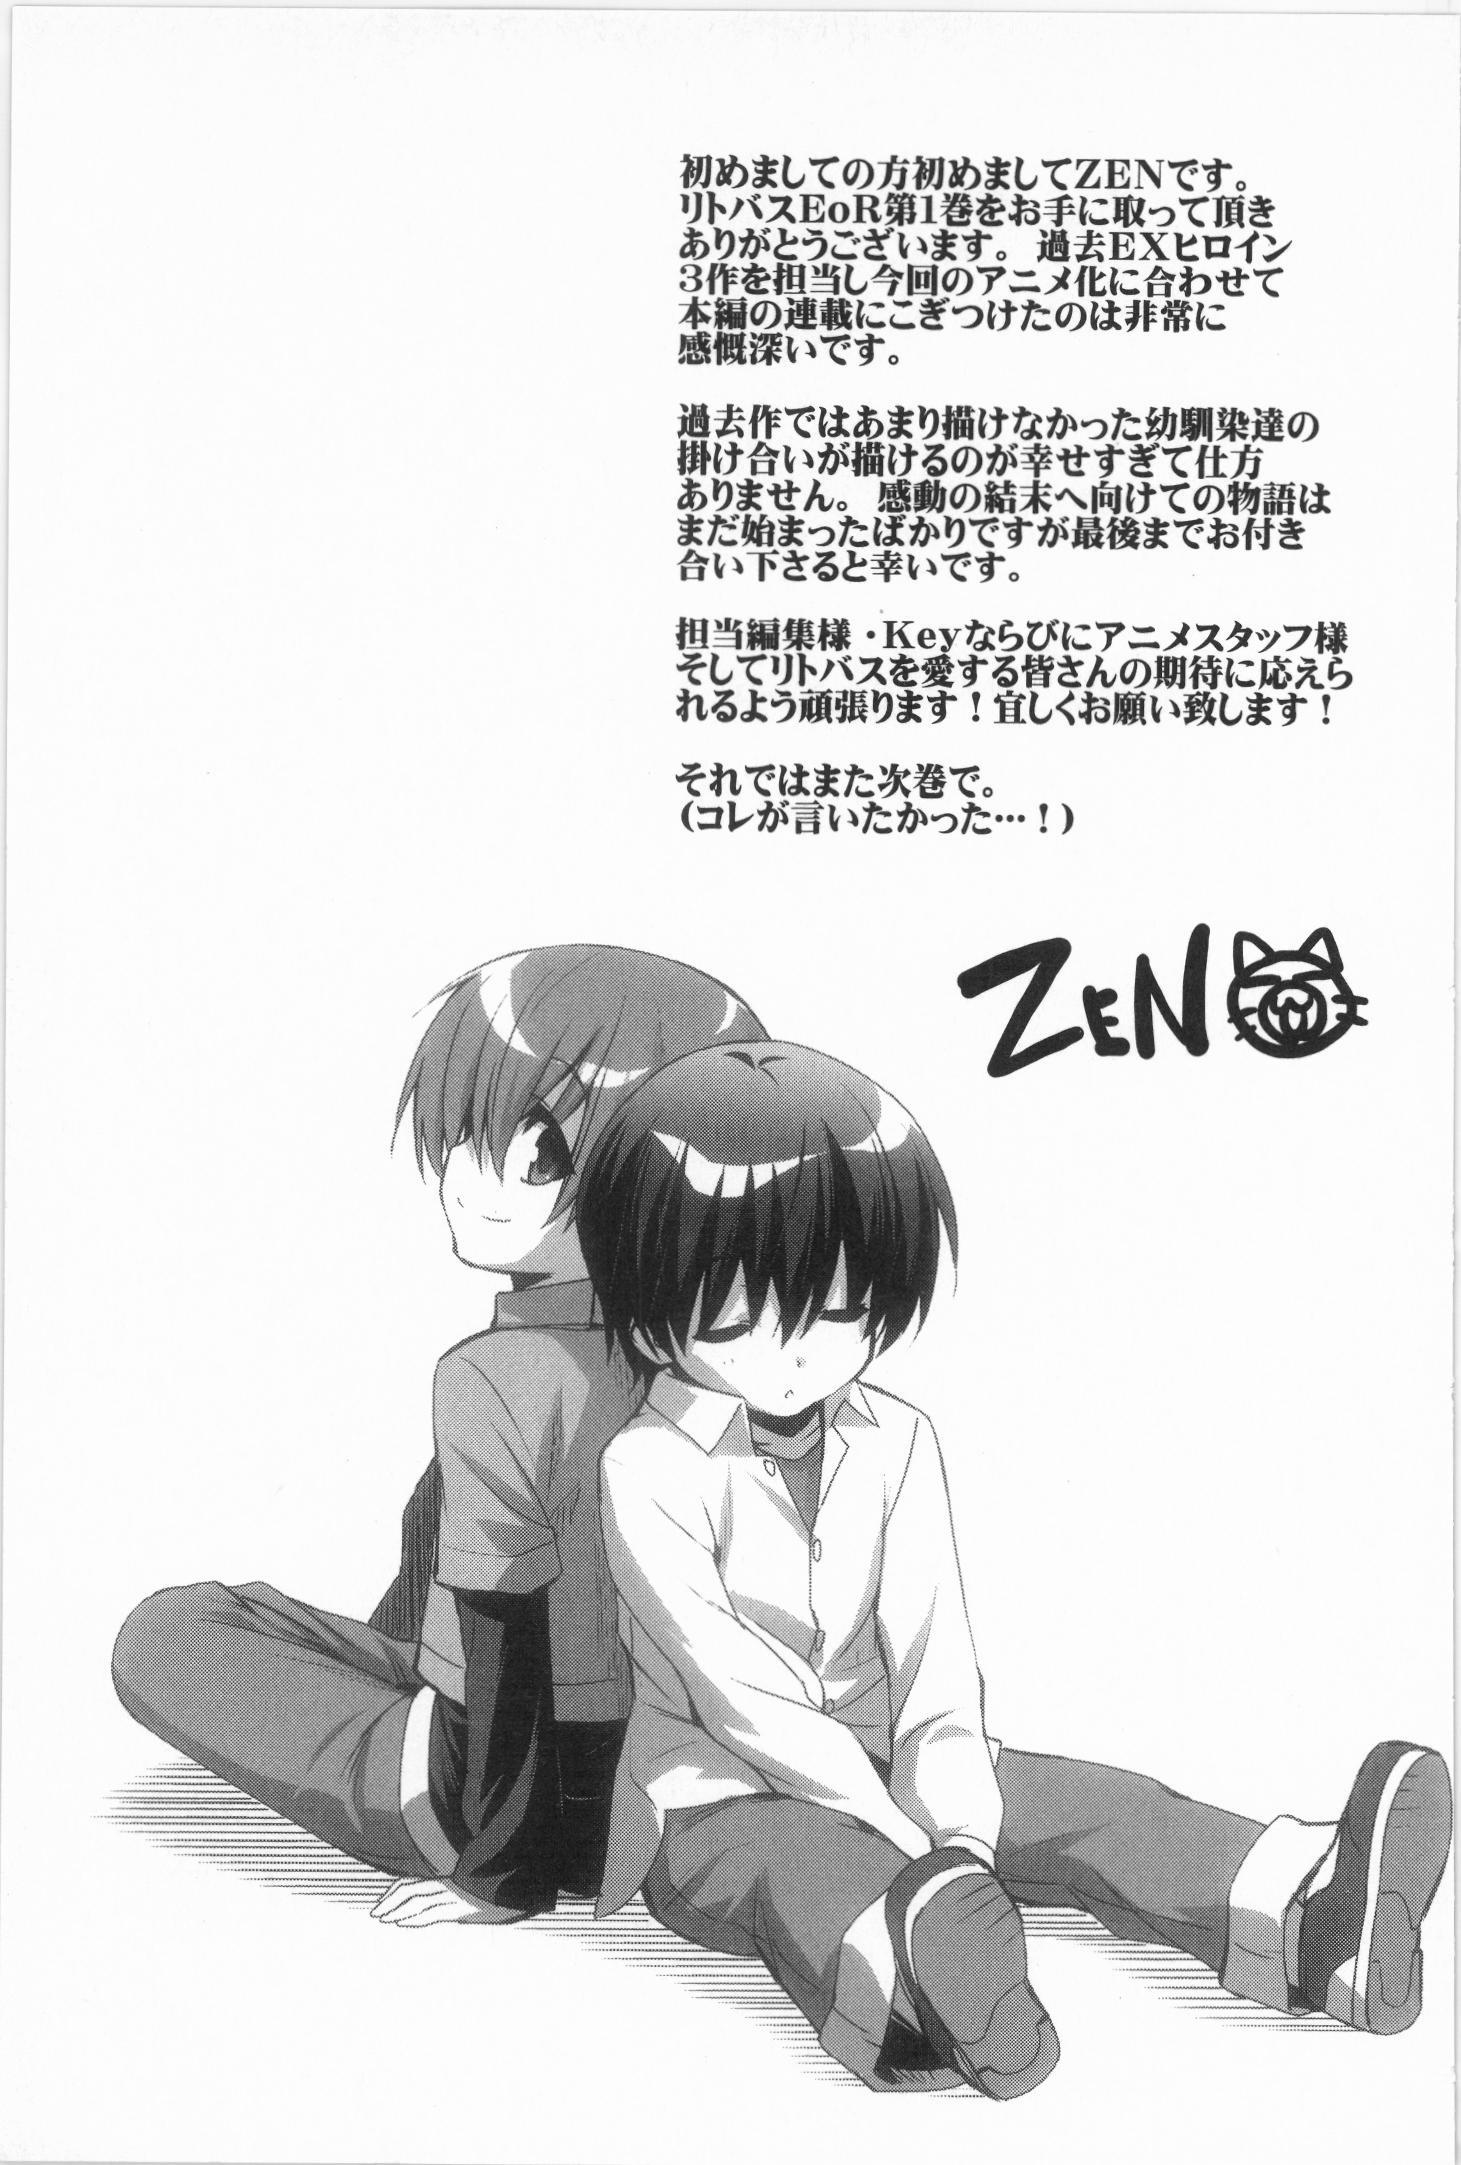 初めましての方初めましてZENです。
リトバスEoR第1巻をお手に取って頂き
ありがとうございます。 過去EXヒロイン
3作を担当し今回のアニメ化に合わせて
本編の連載にこぎつけたのは非常に
感慨深いです。
過去作ではあまり描けなかった幼馴染達の
掛け合いが描けるのが幸せすぎて仕方
ありません。 感動の結末へ向けての物語は
まだ始まったばかりですが最後までお付き
合い下さると幸いです。
担当編集様・Keyならびにアニメスタッフ様
そしてリトバスを愛する皆さんの期待に応えら
れるよう頑張ります！宜しくお願い致します！
それではまた次巻で。
（コレが言いたかった…！）
ZEN